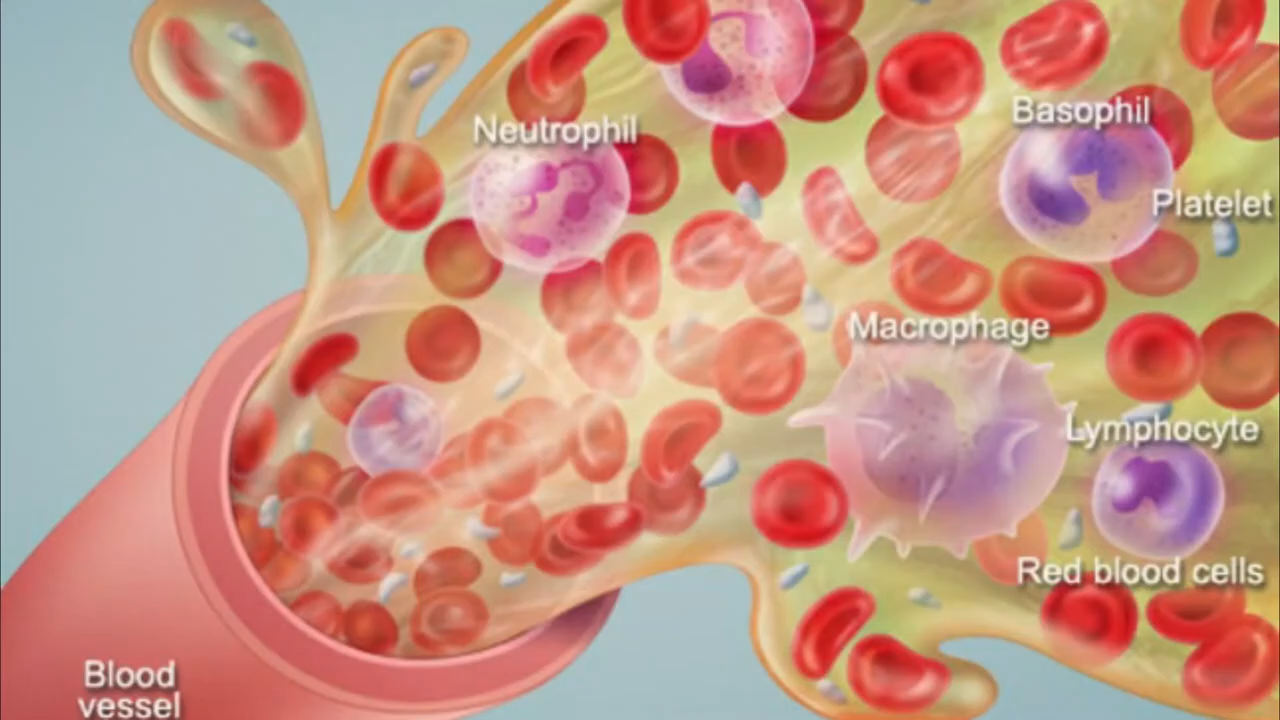 Neutrophil
Basophil
Platelet
Macrophage
Lymphocyte
Red blood cells
Blood
vessel